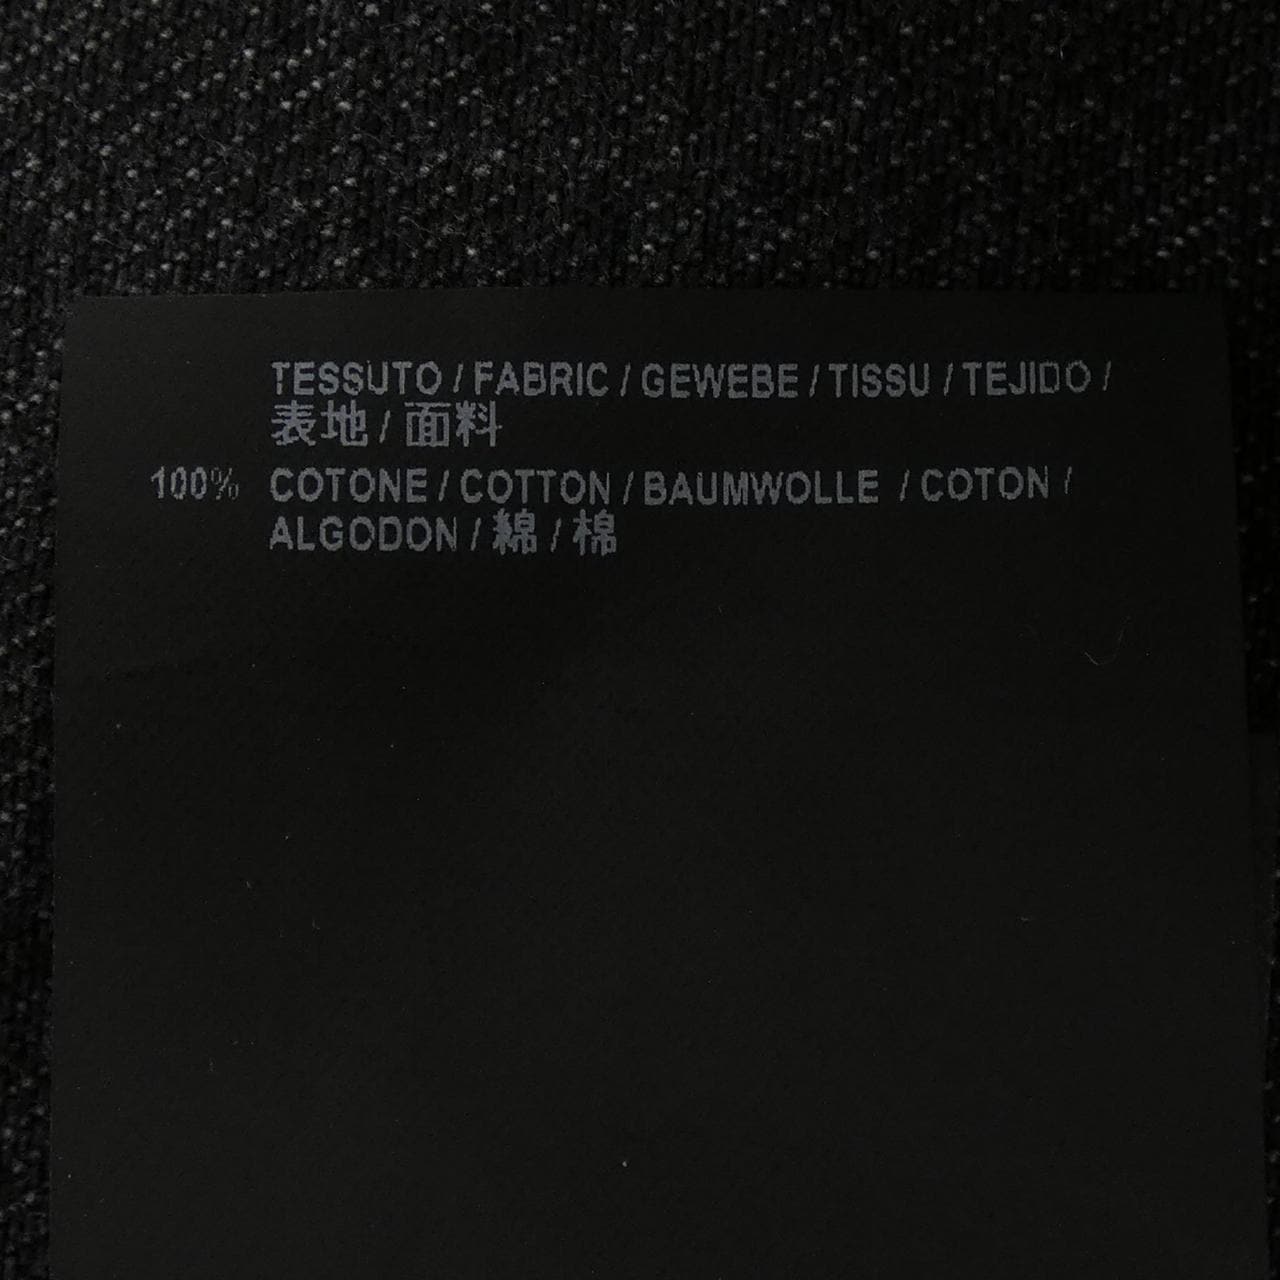 TESSUTO / FABRIC / GEWEBE / TISSU / TEJIDO /
表地 / 面料
100% COTONE / COTTON / BAUMWOLLE / COTON /
ALGODON / 綿 / 棉